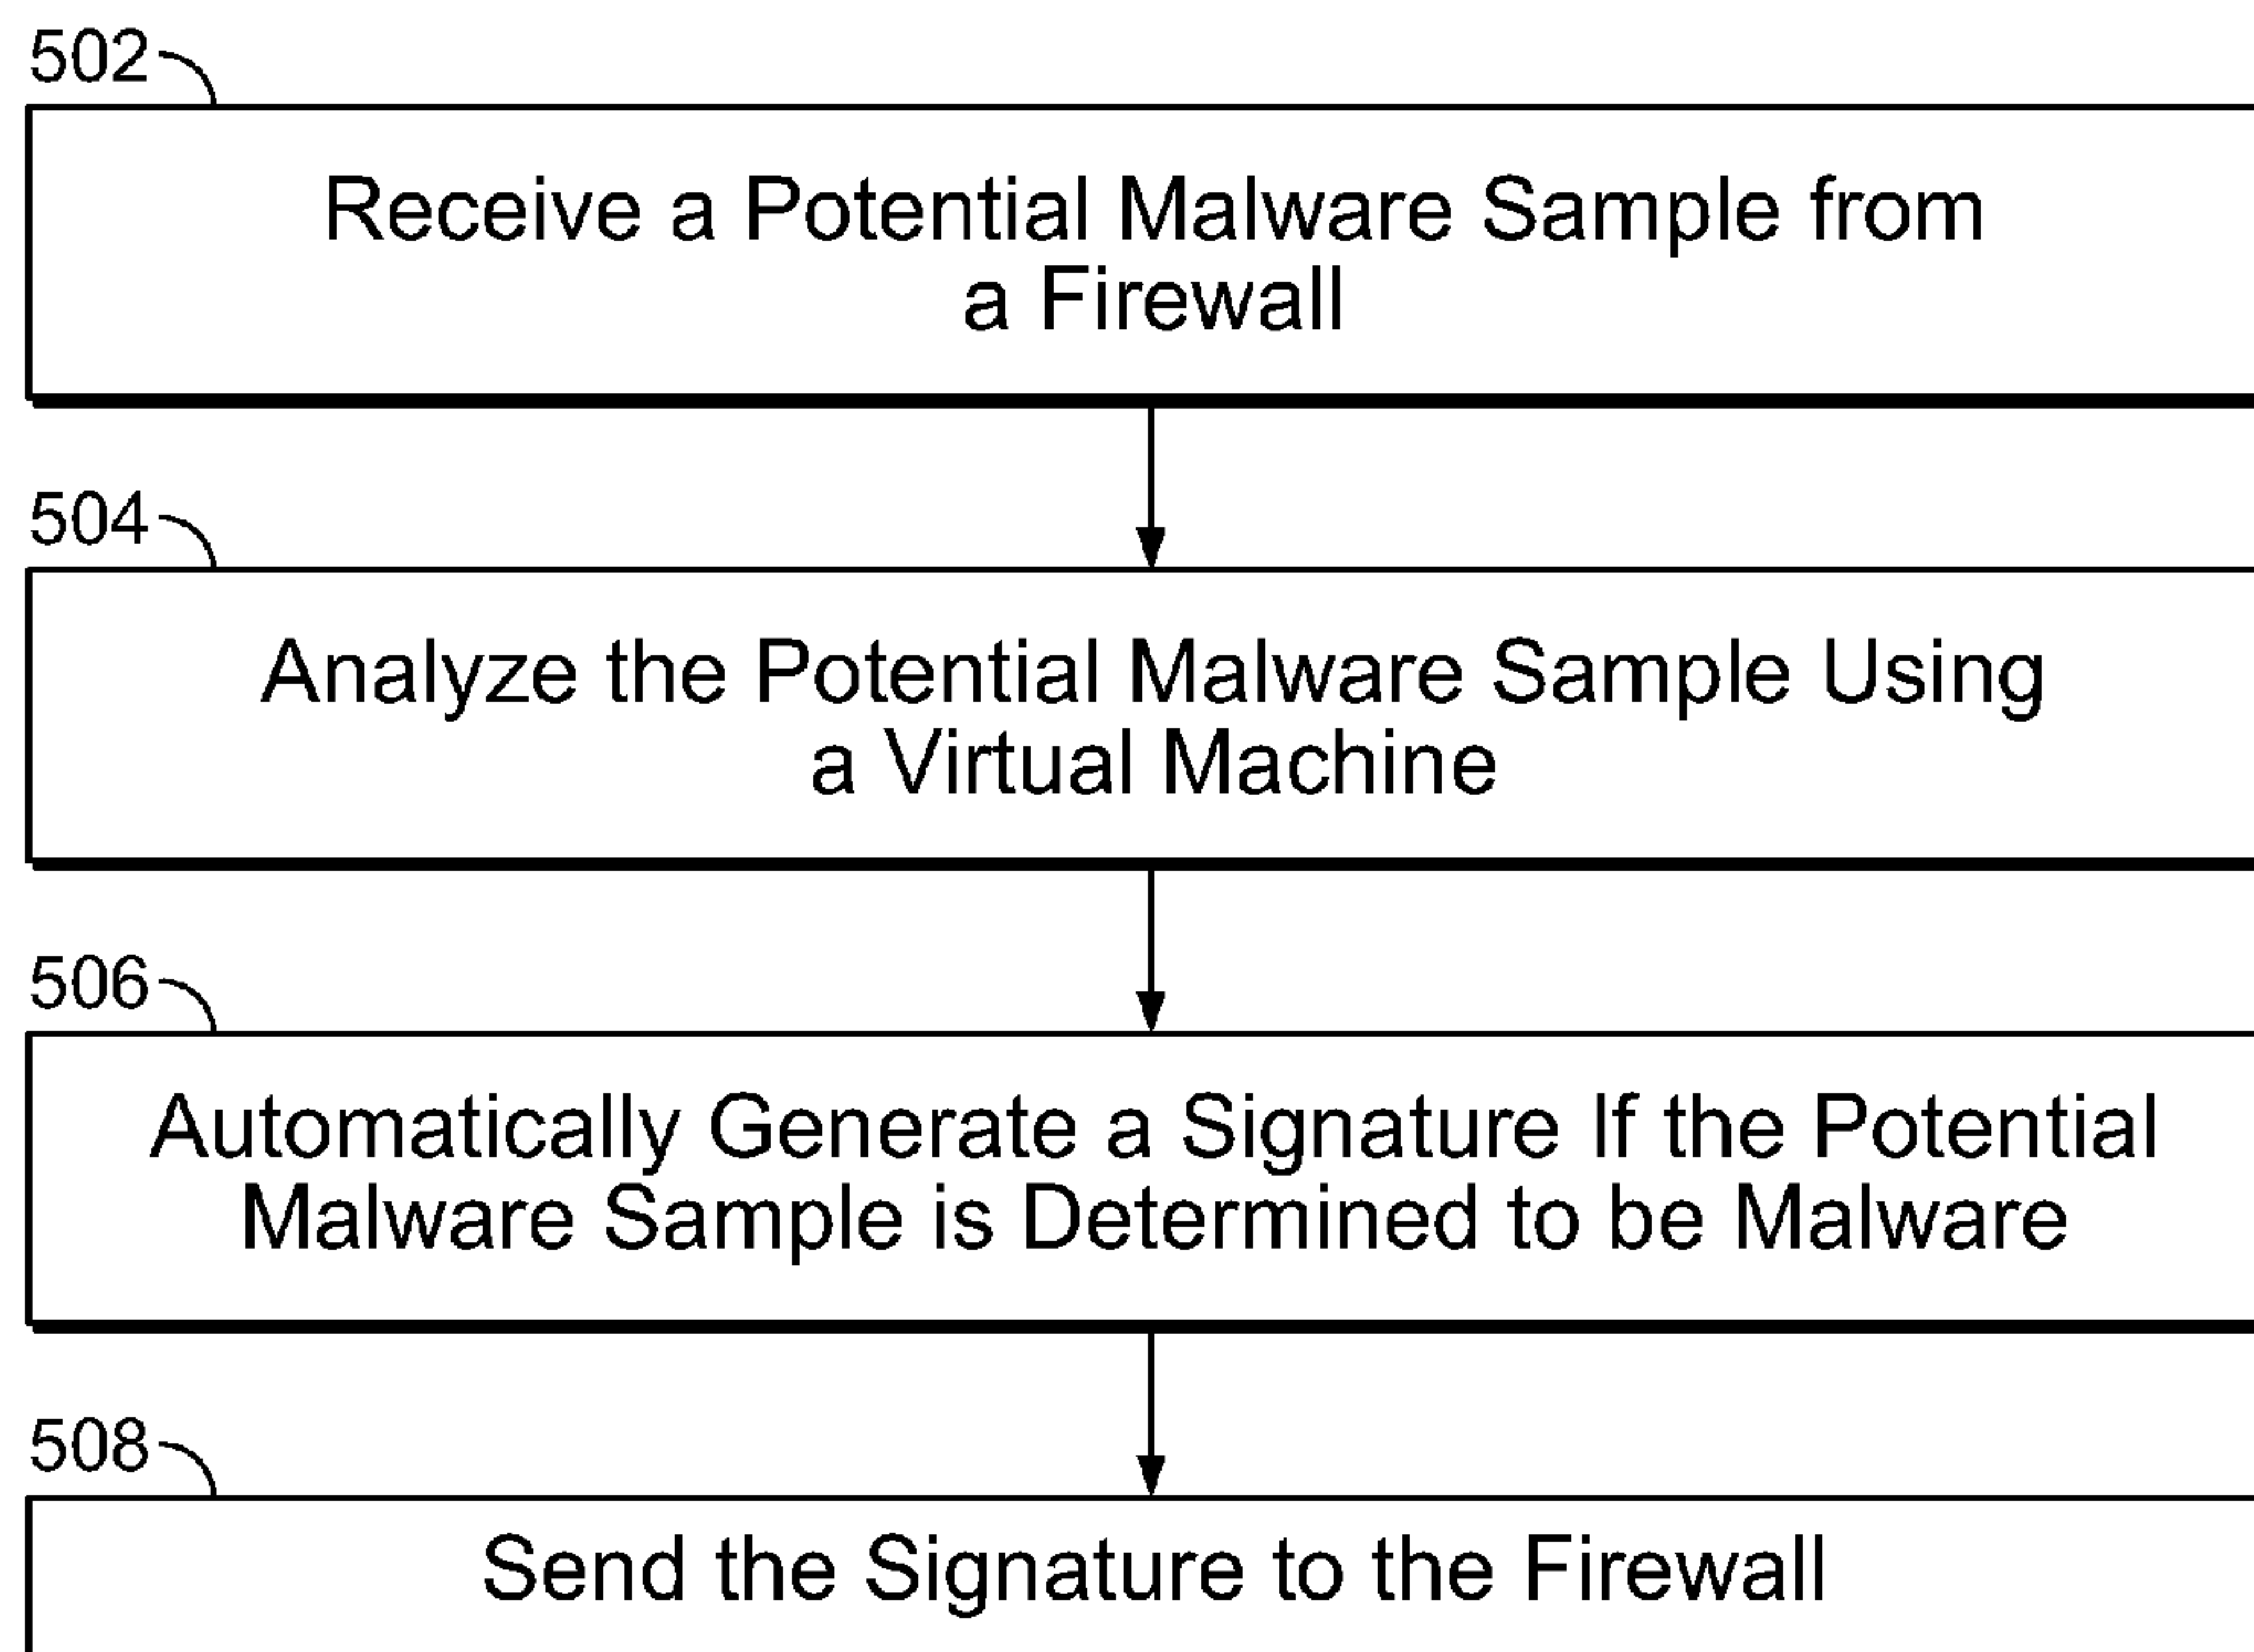 502
Receive a Potential Malware Sample from
a Firewall
504
Analyze the Potential Malware Sample Using
a Virtual Machine
506
Automatically Generate a Signature If the Potential
Malware Sample is Determined to be Malware
508
Send the Signature to the Firewall